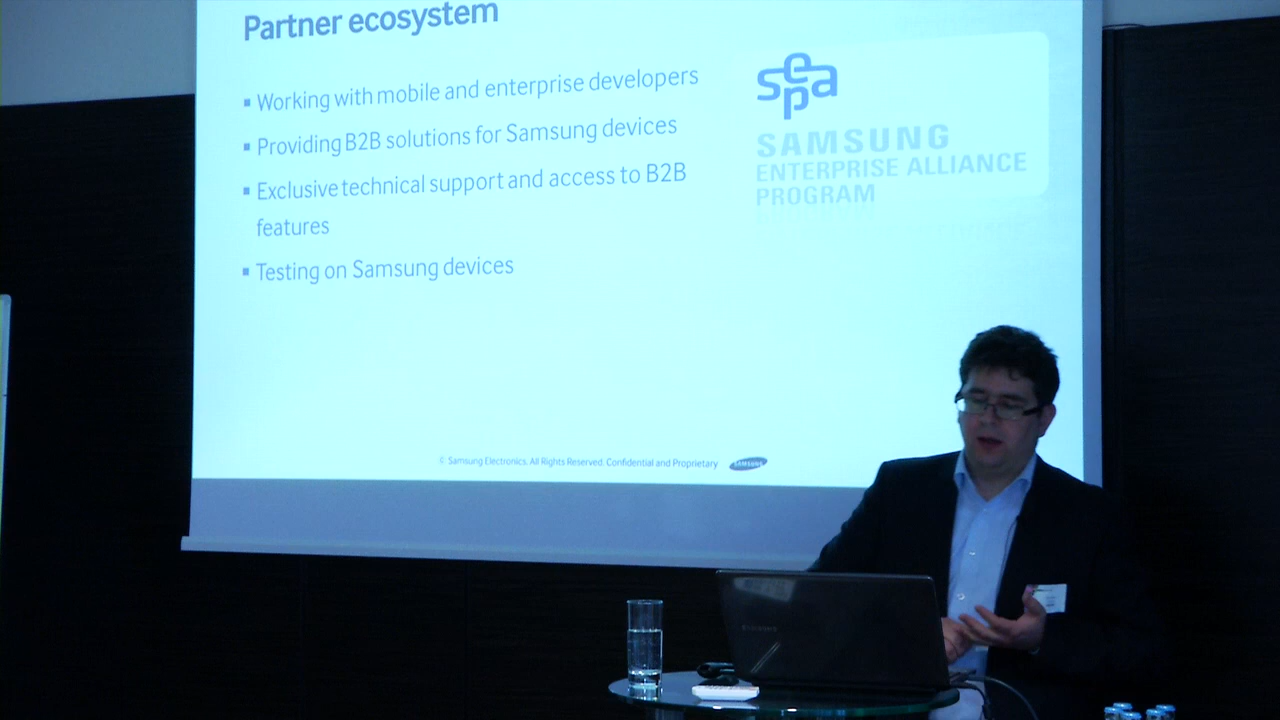 Partner ecosystem
▪ Working with mobile and enterprise developers
▪ Providing B2B solutions for Samsung devices
▪ Exclusive technical support and access to B2B
features
▪ Testing on Samsung devices
sepa
SAMSUNG
ENTERPRISE ALLIANCE
PROGRAM
© Samsung Electronics. All Rights Reserved. Confidential and Proprietary
SAMSUNG